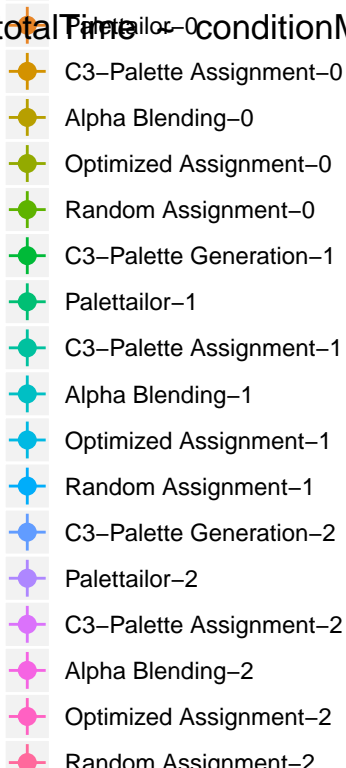 totalTime ~ conditionM
Palettailor−0
C3−Palette Assignment−0
Alpha Blending−0
Optimized Assignment−0
Random Assignment−0
C3−Palette Generation−1
Palettailor−1
C3−Palette Assignment−1
Alpha Blending−1
Optimized Assignment−1
Random Assignment−1
C3−Palette Generation−2
Palettailor−2
C3−Palette Assignment−2
Alpha Blending−2
Optimized Assignment−2
Random Assignment−2